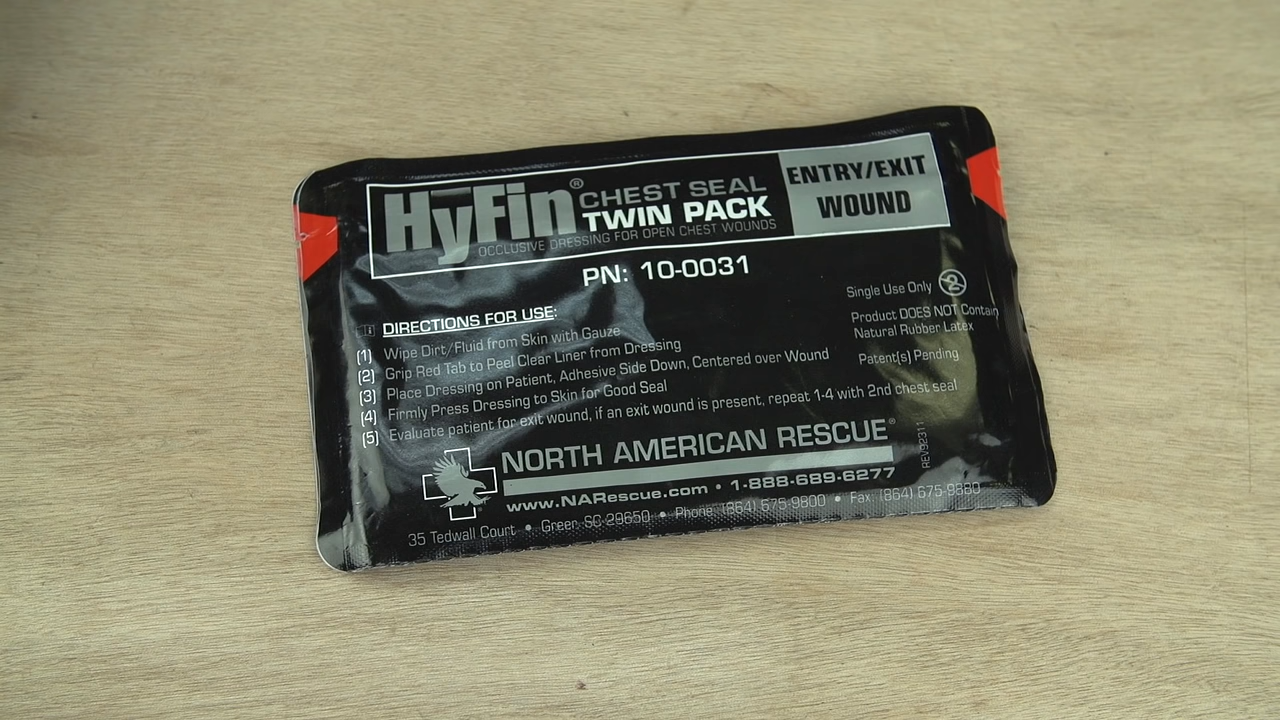 HyFin® CHEST SEAL
TWIN PACK
OCCLUSIVE DRESSING FOR OPEN CHEST WOUNDS
ENTRY/EXIT
WOUND
PN: 10-0031
Single Use Only 2
Product DOES NOT Contain
Natural Rubber Latex
Patent(s) Pending
DIRECTIONS FOR USE:
(1) Wipe Dirt/Fluid from Skin with Gauze
(2) Grip Red Tab to Peel Clear Liner from Dressing
(3) Place Dressing on Patient, Adhesive Side Down, Centered over Wound
(4) Firmly Press Dressing to Skin for Good Seal
(5) Evaluate patient for exit wound, if an exit wound is present, repeat 1-4 with 2nd chest seal
NORTH AMERICAN RESCUE®
www.NARescue.com • 1-888-689-6277
35 Tedwall Court • Greer, SC 29650 • Phone: (864) 675-9800 • Fax: (864) 675-9880
REV92311